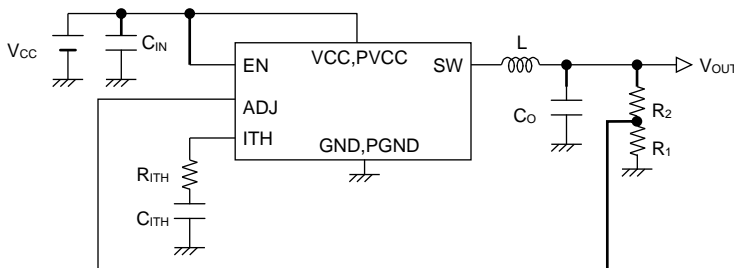 VCC
CIN
EN
VCC,PVCC
SW
L
VOUT
ADJ
ITH
GND,PGND
CO
R2
R1
RITH
CITH